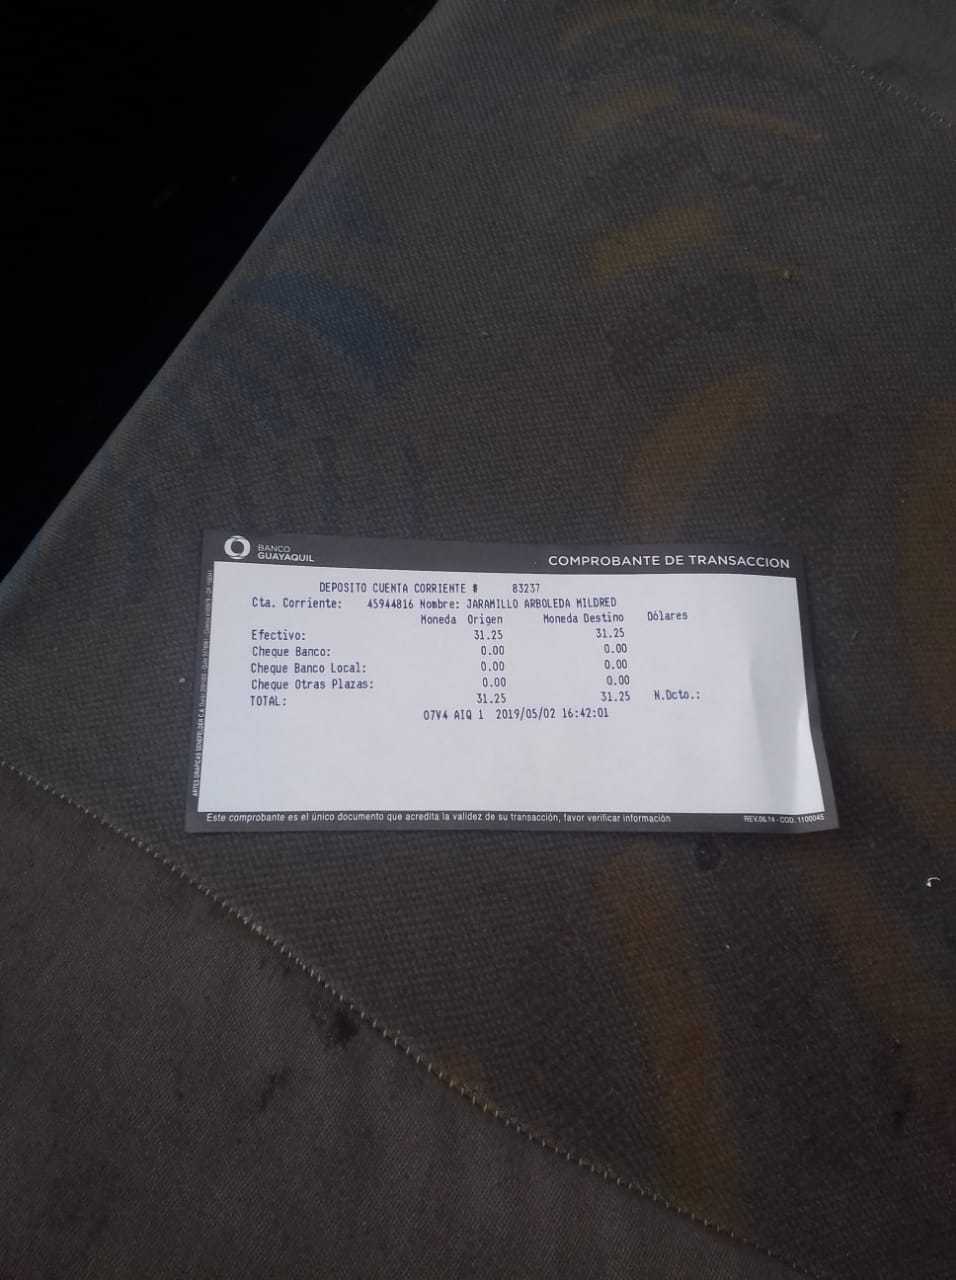 BANCO
GUAYAQUIL
COMPROBANTE DE TRANSACCION
DEPOSITO CUENTA CORRIENTE # 83237
Cta. Corriente: 45944816 Nombre: JARAMILLO ARBOLEDA MILDRED
Moneda Origen Moneda Destino Dólares
Efectivo: 31.25 31.25
Cheque Banco: 0.00 0.00
Cheque Banco Local: 0.00 0.00
Cheque Otras Plazas: 0.00 0.00
TOTAL: 31.25 31.25 N.Dcto.:
07V4 AIQ 1 2019/05/02 16:42:01
Este comprobante es el único documento que acredita la validez de su transacción, favor verificar información
REV.06.14 - COD. 1100045
ARTES GRAFICAS SENEFELDER C.A.